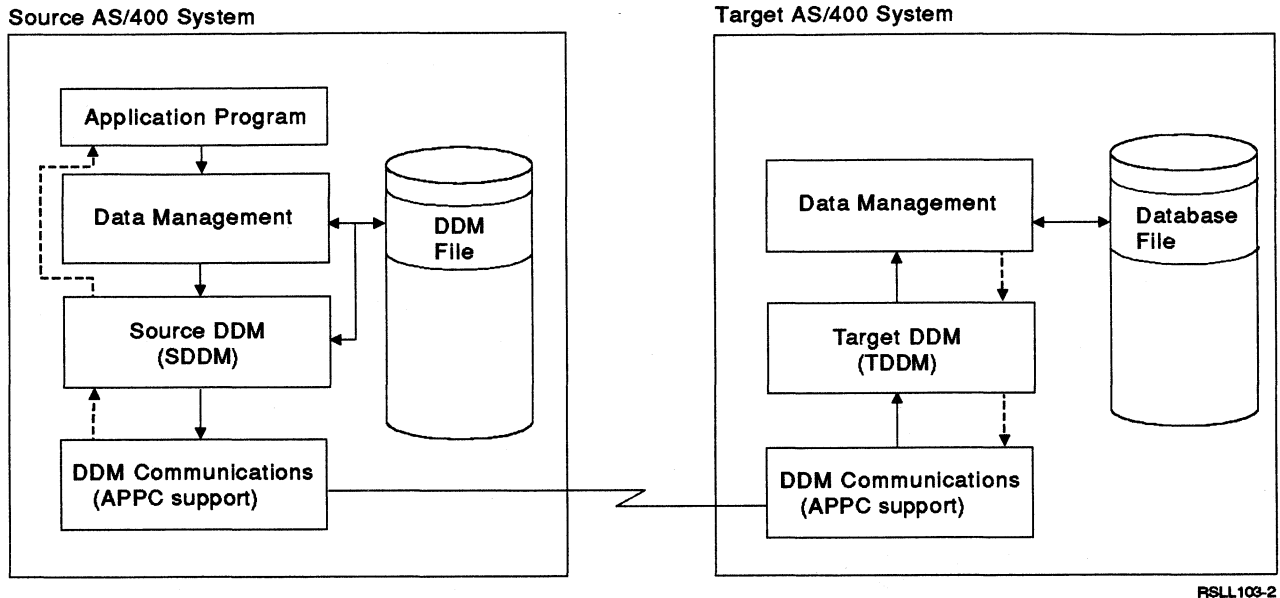 Source AS/400 System
Application Program
Data Management
DDM
File
Source DDM
(SDDM)
DDM Communications
(APPC support)
Target AS/400 System
Data Management
Database
File
Target DDM
(TDDM)
DDM Communications
(APPC support)
RSLL103-2